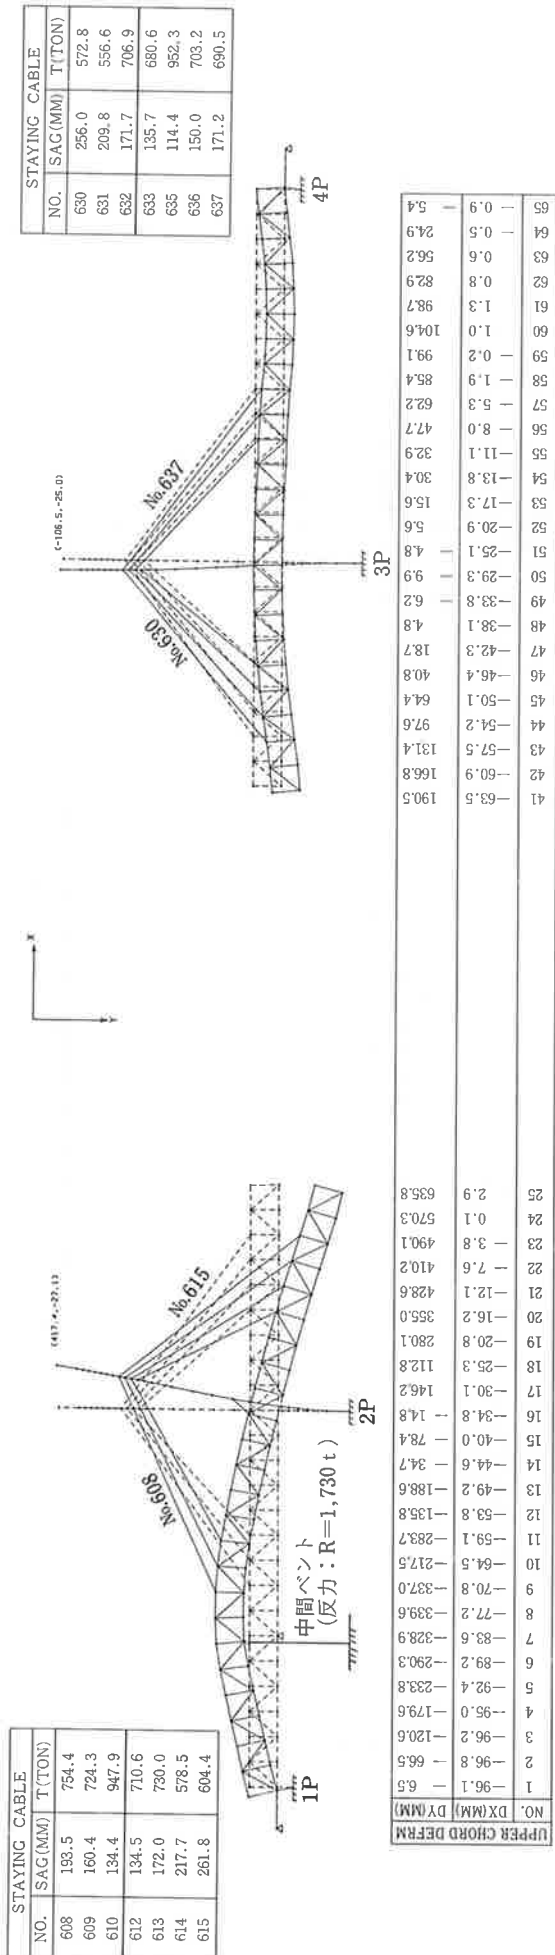 STAYING CABLE
NO. SAG(MM) T(TON)
608 193.5 754.4
609 160.4 724.3
610 134.4 947.9
612 134.5 710.6
613 172.0 730.0
614 217.7 578.5
615 261.8 604.4
STAYING CABLE
NO. SAG(MM) T(TON)
630 256.0 572.8
631 209.8 556.6
632 171.7 706.9
633 135.7 680.6
635 114.4 952.3
636 150.0 703.2
637 171.2 690.5
(417.4,-22.1)
No.608
No.615
中間ベント
(反力：R=1,730 t)
1P
2P
X
Y
(-106.5,-25.0)
No.630
No.637
3P
4P
UPPER CHORD DEFRM
NO. DX(MM) DY(MM)
1 -96.1 - 6.5
2 -96.8 - 66.5
3 -96.2 -120.6
4 -95.0 -179.6
5 -92.4 -233.8
6 -89.2 -290.3
7 -83.6 -328.9
8 -77.2 -339.6
9 -70.8 -337.0
10 -64.5 -217.5
11 -59.1 -283.7
12 -53.8 -135.8
13 -49.2 -188.6
14 -44.6 - 34.7
15 -40.0 - 78.4
16 -34.8 - 14.8
17 -30.1 146.2
18 -25.3 112.8
19 -20.8 280.1
20 -16.2 355.0
21 -12.1 428.6
22 - 7.6 410.2
23 - 3.8 490.1
24 0.1 570.3
25 2.9 635.8
41 -63.5 190.5
42 -60.9 166.8
43 -57.5 131.4
44 -54.2 97.6
45 -50.1 64.4
46 -46.4 40.8
47 -42.3 18.7
48 -38.1 4.8
49 -33.8 - 6.2
50 -29.3 - 9.9
51 -25.1 - 4.8
52 -20.9 5.6
53 -17.3 15.6
54 -13.8 30.4
55 -11.1 32.9
56 - 8.0 47.7
57 - 5.3 62.2
58 - 1.9 85.4
59 - 0.2 99.1
60 1.0 104.6
61 1.3 98.7
62 0.8 82.9
63 0.6 56.2
64 - 0.5 24.9
65 - 0.9 - 5.4